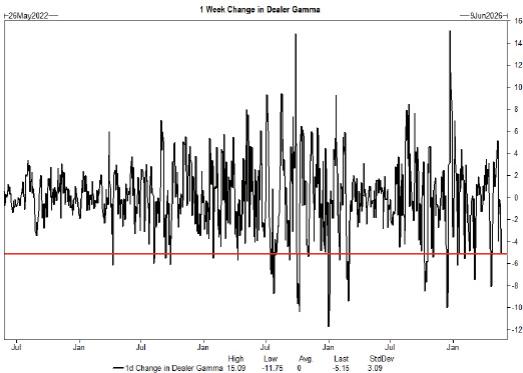 1 Week Change in Dealer Gamma
26May2022
9Jun2026
16
14
12
10
8
6
4
2
0
-2
-4
-6
-8
-10
-12
Jul Jan Jul Jan Jul Jan Jul Jan
High Low Avg. Last StdDev
1d Change in Dealer Gamma 15.09 -11.75 0 -5.15 3.09